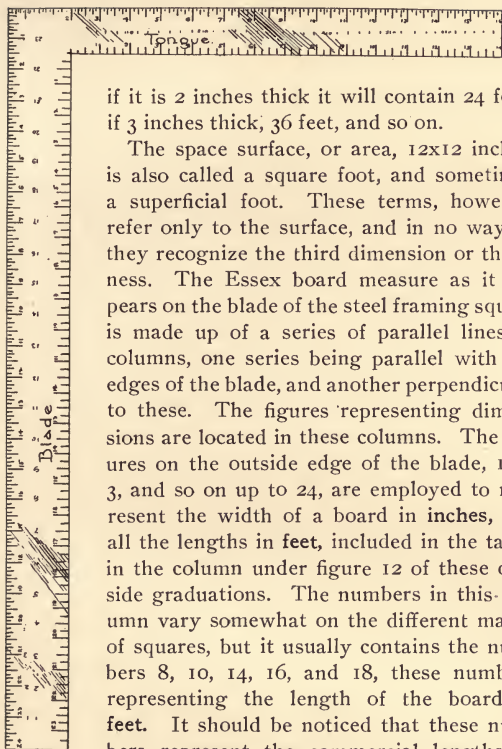 Tongue
Blade
if it is 2 inches thick it will contain 24 f
if 3 inches thick, 36 feet, and so on.
The space surface, or area, 12x12 inc
is also called a square foot, and someti
a superficial foot. These terms, howe
refer only to the surface, and in no way
they recognize the third dimension or th
ness. The Essex board measure as it
pears on the blade of the steel framing squ
is made up of a series of parallel lines
columns, one series being parallel with
edges of the blade, and another perpendic
to these. The figures representing dim
sions are located in these columns. The
ures on the outside edge of the blade,
3, and so on up to 24, are employed to
resent the width of a board in inches,
all the lengths in feet, included in the ta
in the column under figure 12 of these
side graduations. The numbers in this-
umn vary somewhat on the different ma
of squares, but it usually contains the n
bers 8, 10, 14, 16, and 18, these numb
representing the length of the board
feet. It should be noticed that these n